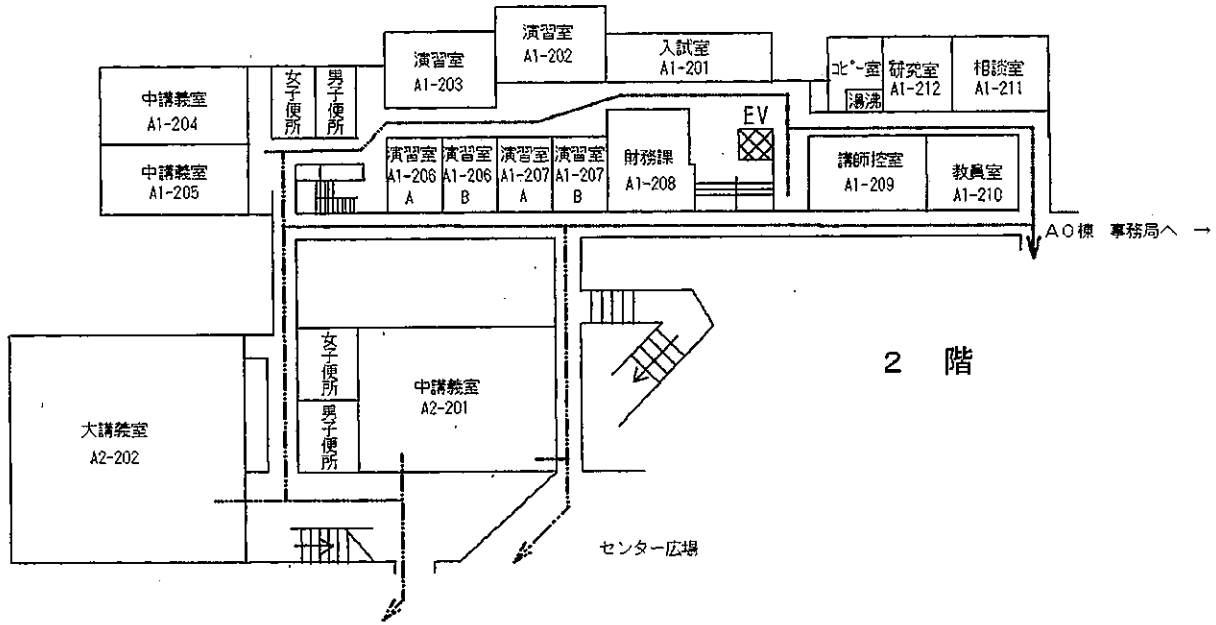 演習室
A1-202
演習室
A1-203
入試室
A1-201
コピー室
湯沸
研究室
A1-212
相談室
A1-211
中講義室
A1-204
女子便所
男子便所
EV
中講義室
A1-205
演習室
A1-206
A
演習室
A1-206
B
演習室
A1-207
A
演習室
A1-207
B
財務課
A1-208
講師控室
A1-209
教員室
A1-210
A0棟 事務局へ →
女子便所
男子便所
中講義室
A2-201
2 階
大講義室
A2-202
センター広場